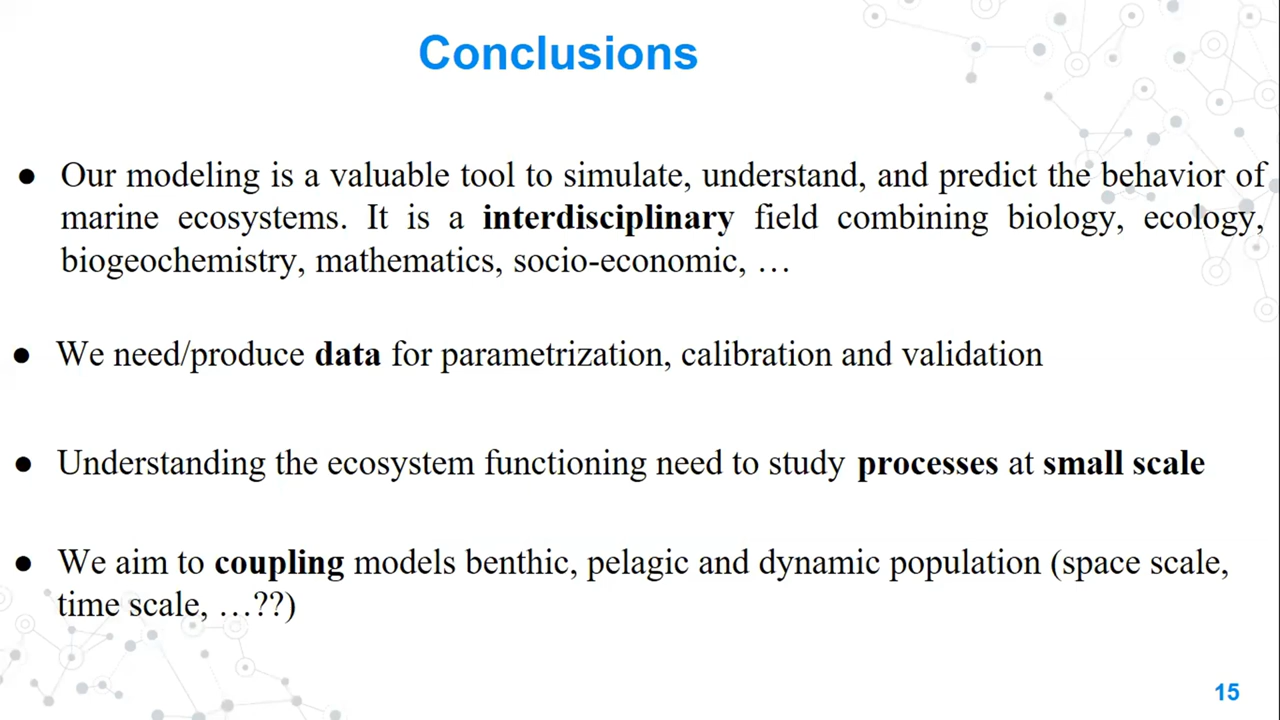 Conclusions
● Our modeling is a valuable tool to simulate, understand, and predict the behavior of
marine ecosystems. It is a interdisciplinary field combining biology, ecology,
biogeochemistry, mathematics, socio-economic, …
● We need/produce data for parametrization, calibration and validation
● Understanding the ecosystem functioning need to study processes at small scale
● We aim to coupling models benthic, pelagic and dynamic population (space scale,
time scale, …??)
15